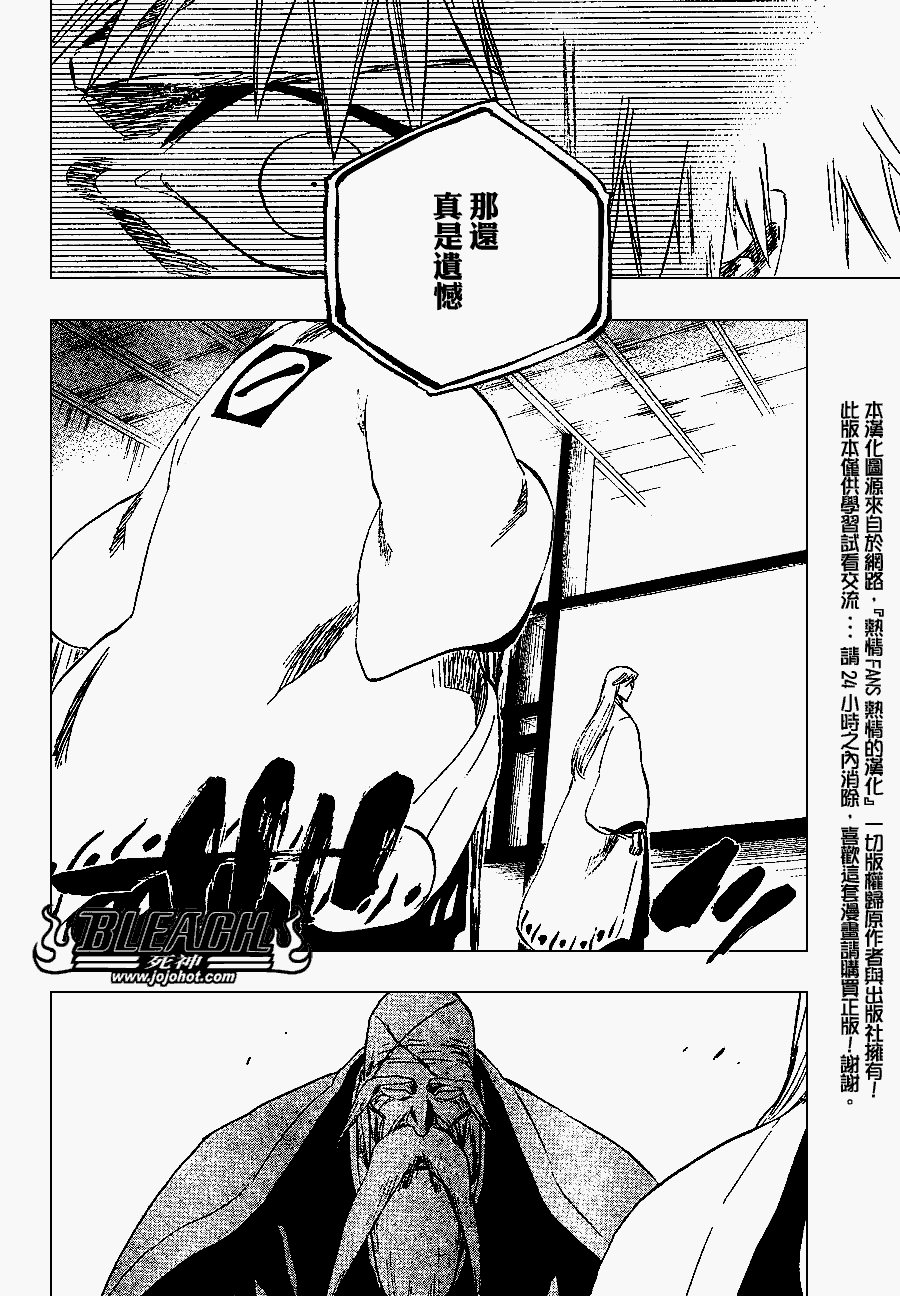 那還
真是遺憾
本漢化圖源來自於網路．『熱情FANS熱情的漢化』一切版權歸原作者與出版社擁有！
此版本僅供學習試看交流…請24小時之內消除．喜歡這套漫畫請購買正版！謝謝。
BLEACH
死神
www.jojohot.com